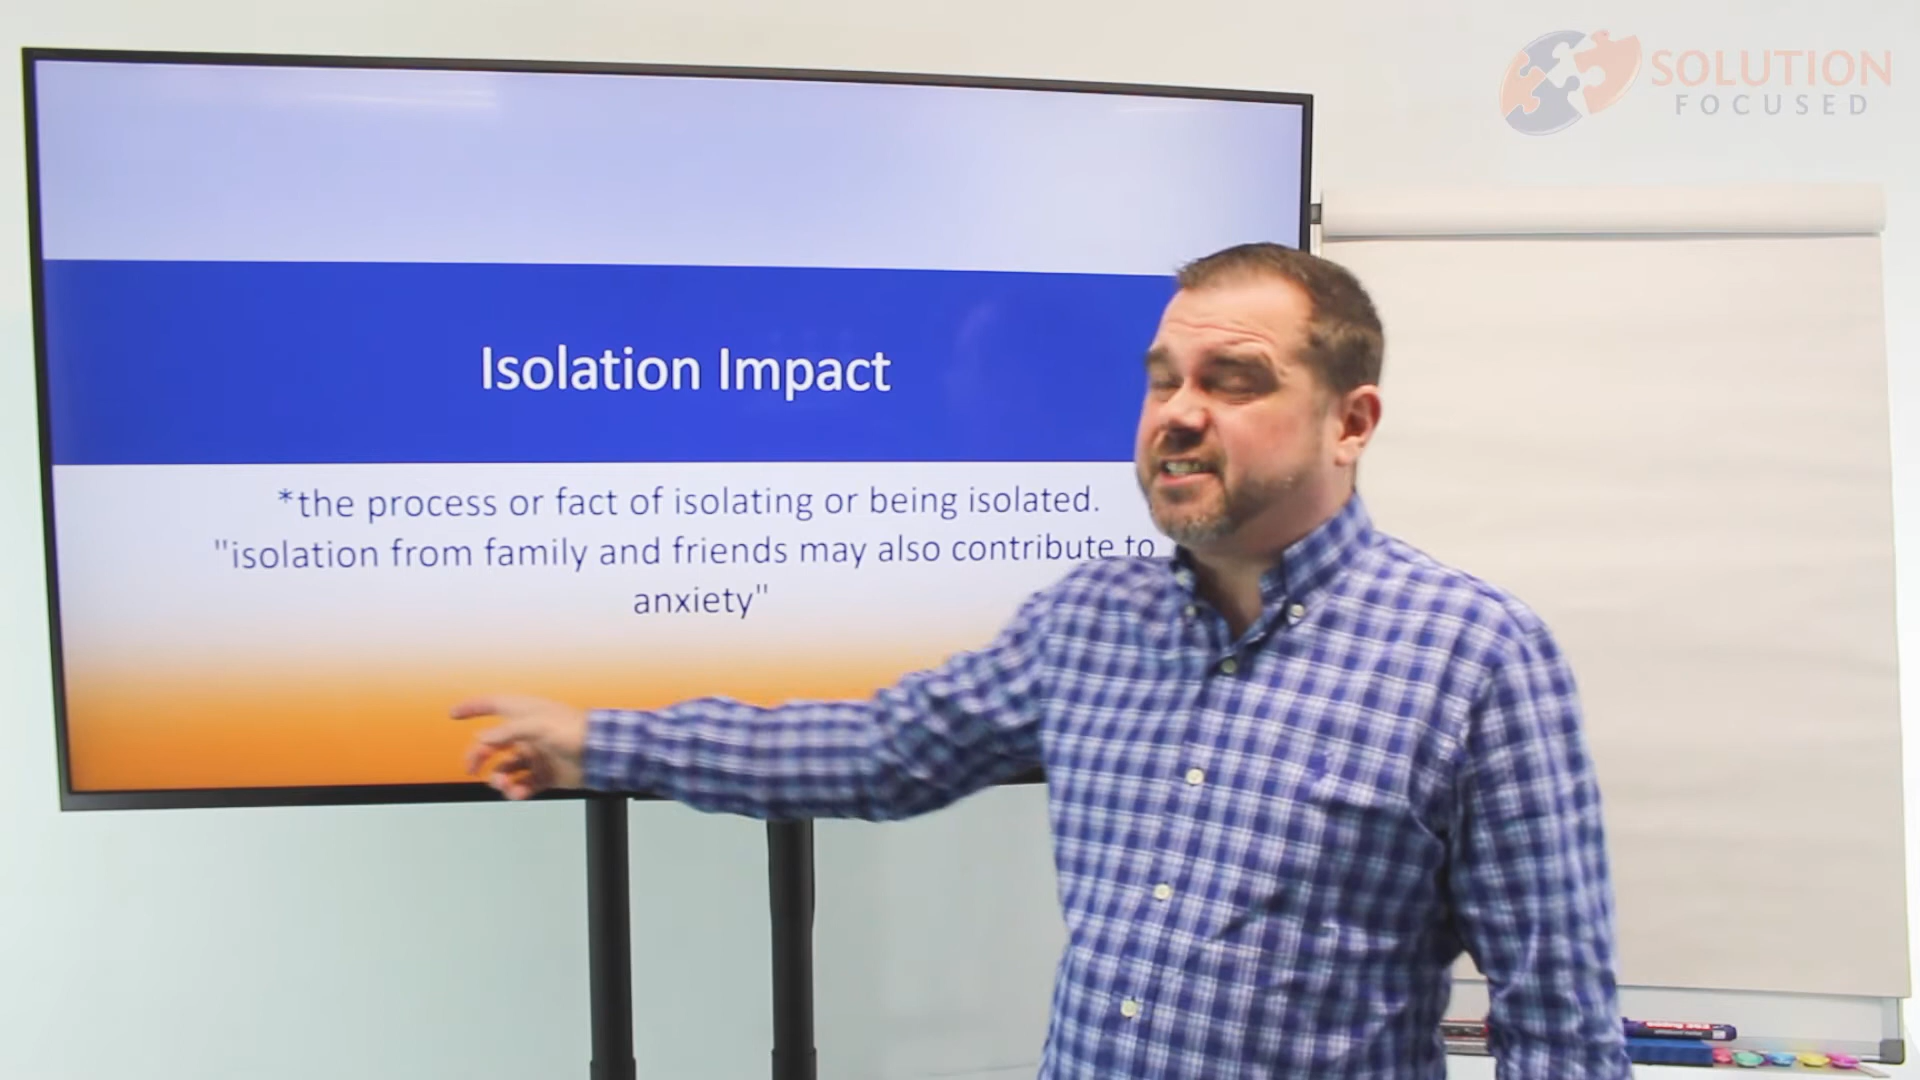 SOLUTION
FOCUSED
Isolation Impact
*the process or fact of isolating or being isolated.
"isolation from family and friends may also contribute to
anxiety"